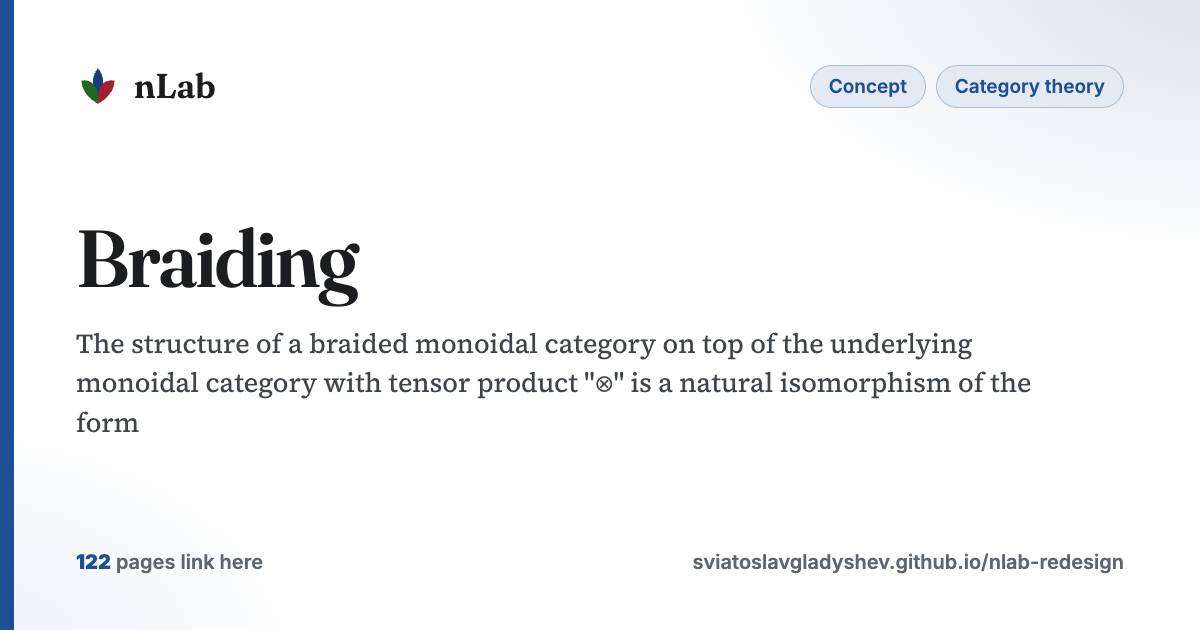 nLab
Concept
Category theory
Braiding
The structure of a braided monoidal category on top of the underlying
monoidal category with tensor product "⊗" is a natural isomorphism of the
form
122 pages link here
sviatoslavgladyshev.github.io/nlab-redesign